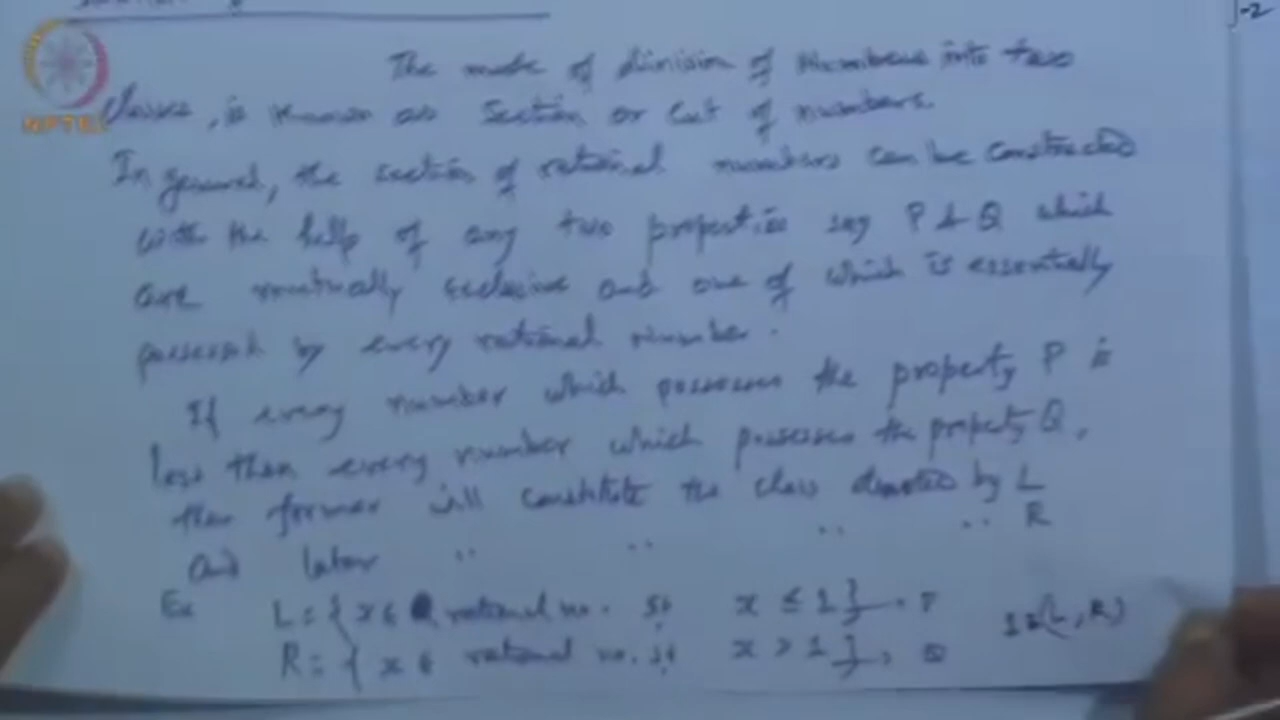 J-2
NPTEL
The mode of division of Numbers into two
Classes, is known as Section or Cut of numbers.
In general, the section of rational numbers can be constructed
with the help of any two properties say P & Q which
are mutually exclusive and one of which is essentially
possessed by every rational number.
If every number which possesses the property P is
less than every number which possesses the property Q,
then former will constitute the class denoted by L
and later " " " " R
Ex L = { x ∈ rational no. st x ≤ 1 } → P
R = { x ∈ rational no. st x > 1 } → Q
(L, R)